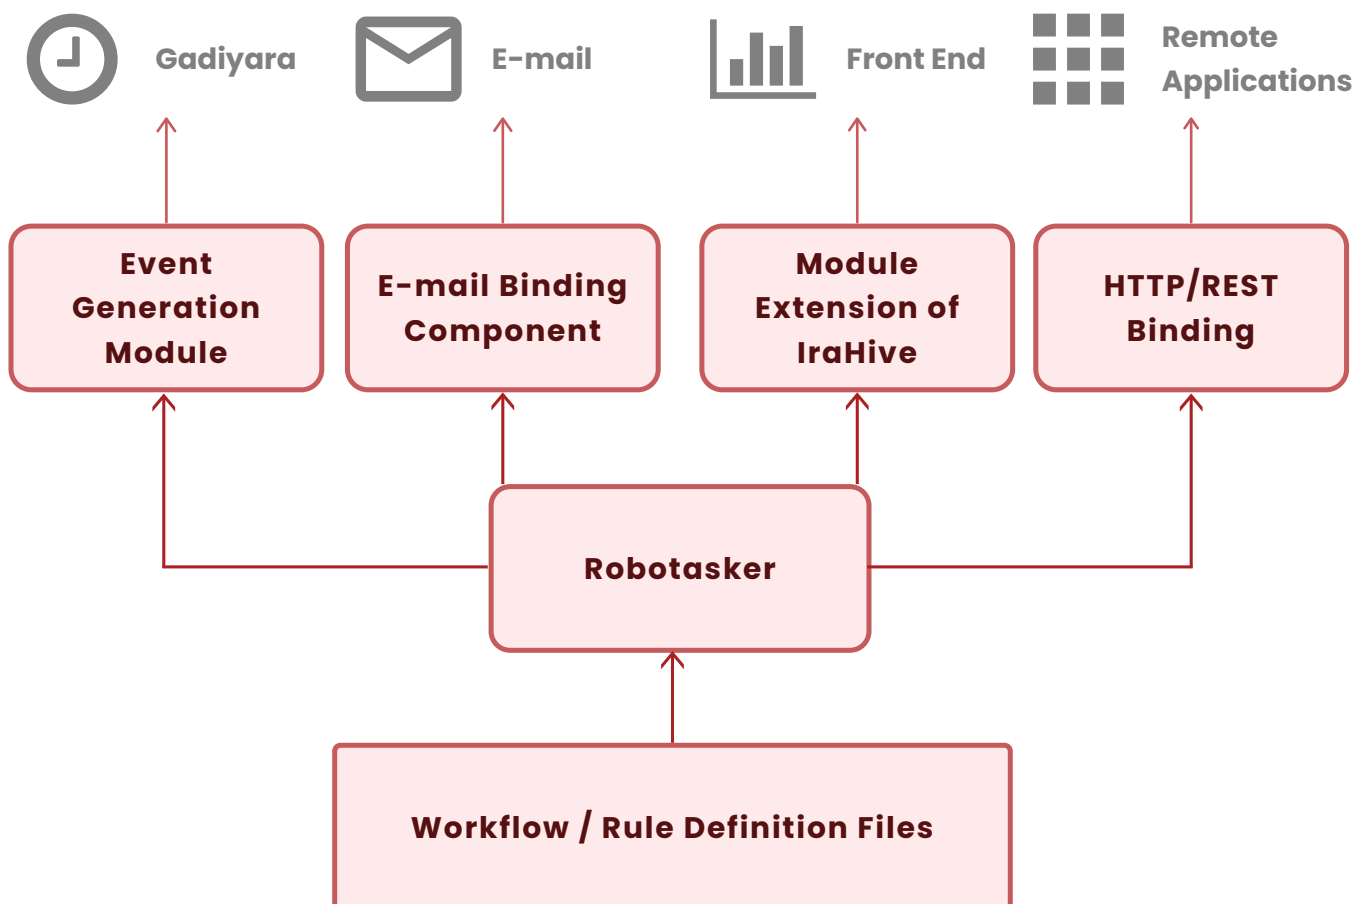 Gadiyara
E-mail
Front End
Remote
Applications
Event
Generation
Module
E-mail Binding
Component
Module
Extension of
IraHive
HTTP/REST
Binding
Robotasker
Workflow / Rule Definition Files